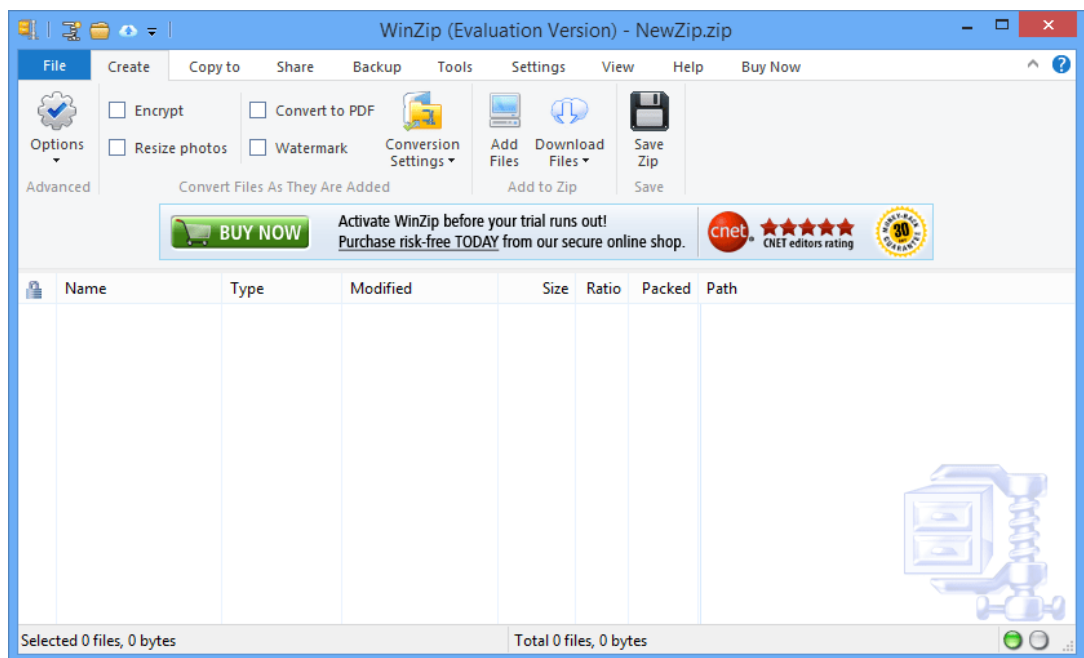 WinZip (Evaluation Version) - NewZip.zip
File Create Copy to Share Backup Tools Settings View Help Buy Now
Encrypt Convert to PDF
Resize photos Watermark
Options Conversion Settings Add Files Download Files Save Zip
Advanced Convert Files As They Are Added Add to Zip Save
BUY NOW
Activate WinZip before your trial runs out!
Purchase risk-free TODAY from our secure online shop.
cnet
CNET editors rating
MONEY-BACK
30
GUARANTEE
Name Type Modified Size Ratio Packed Path
Selected 0 files, 0 bytes Total 0 files, 0 bytes